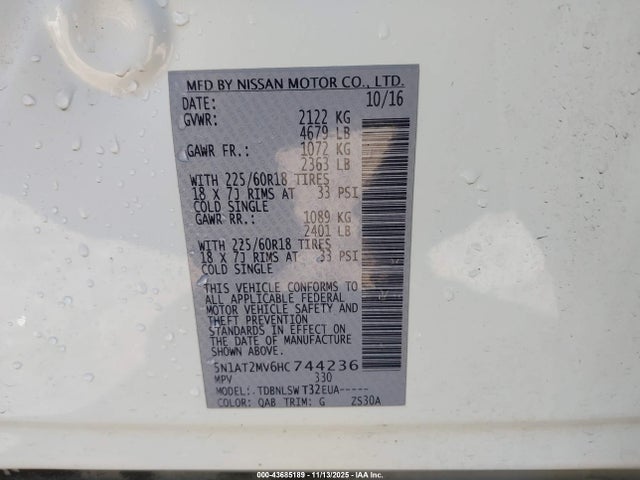 MFD BY NISSAN MOTOR CO., LTD.
DATE: 10/16
GVWR: 2122 KG
4679 LB
GAWR FR.: 1072 KG
2363 LB
WITH 225/60R18 TIRES
18 X 7J RIMS AT 33 PSI
COLD SINGLE
GAWR RR.: 1089 KG
2401 LB
WITH 225/60R18 TIRES
18 X 7J RIMS AT 33 PSI
COLD SINGLE
THIS VEHICLE CONFORMS TO
ALL APPLICABLE FEDERAL
MOTOR VEHICLE SAFETY AND
THEFT PREVENTION
STANDARDS IN EFFECT ON
THE DATE OF MANUFACTURE
SHOWN ABOVE.
5N1AT2MV6HC744236
MPV 330
MODEL: TDBNLSWT32EUA-----
COLOR: QAB TRIM: G ZS30A
000-43685189 - 11/13/2025 - IAAI, Inc.